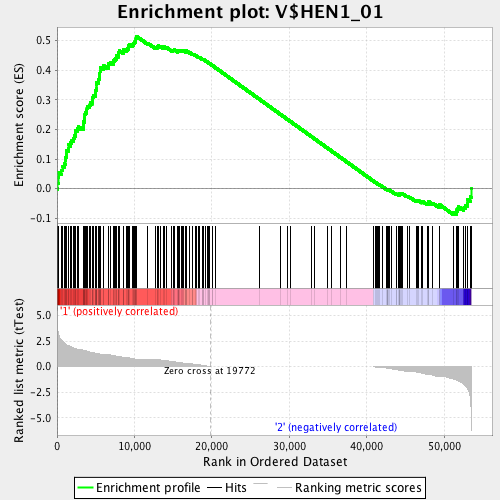 Enrichment plot: V$HEN1_01
Enrichment score (ES)
0.5
0.4
0.3
0.2
0.1
0.0
-0.1
'1' (positively correlated)
Ranked list metric (tTest)
5.0
2.5
0.0
-2.5
-5.0
Zero cross at 19772
'2' (negatively correlated)
0 10,000 20,000 30,000 40,000 50,000
Rank in Ordered Dataset
Enrichment profile Hits Ranking metric scores